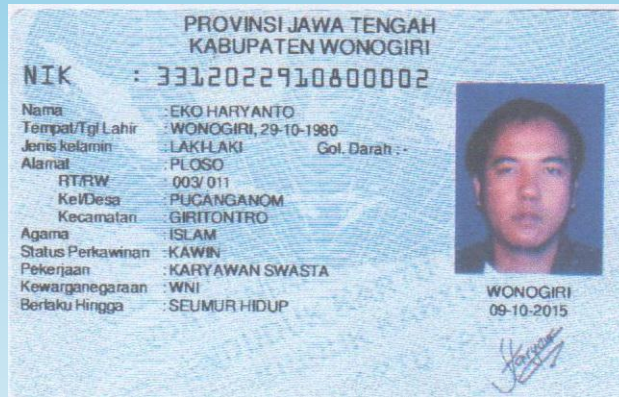 PROVINSI JAWA TENGAH
KABUPATEN WONOGIRI
NIK : 3312022910800002
Nama : EKO HARYANTO
Tempat/Tgl Lahir : WONOGIRI, 29-10-1980
Jenis kelamin : LAKI-LAKI Gol. Darah : -
Alamat : PLOSO
RT/RW : 003/ 011
Kel/Desa : PUCANGANOM
Kecamatan : GIRITONTRO
Agama : ISLAM
Status Perkawinan : KAWIN
Pekerjaan : KARYAWAN SWASTA
Kewarganegaraan : WNI
Berlaku Hingga : SEUMUR HIDUP
WONOGIRI
09-10-2015